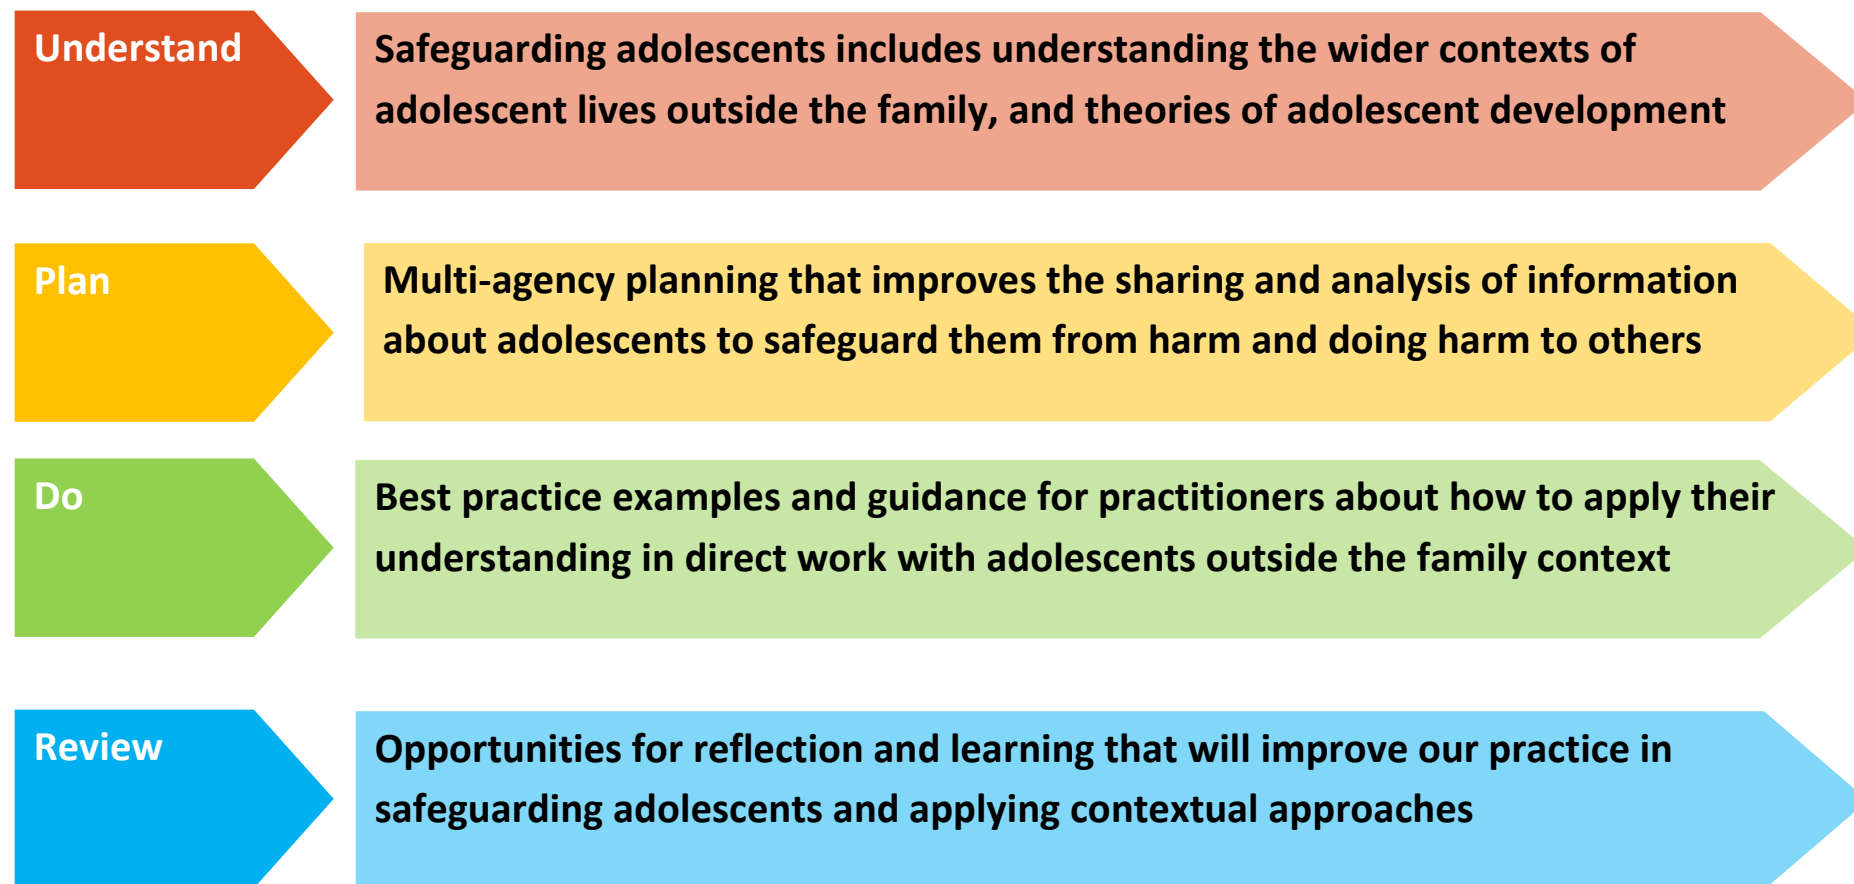 Understand
Safeguarding adolescents includes understanding the wider contexts of
adolescent lives outside the family, and theories of adolescent development
Plan
Multi-agency planning that improves the sharing and analysis of information
about adolescents to safeguard them from harm and doing harm to others
Do
Best practice examples and guidance for practitioners about how to apply their
understanding in direct work with adolescents outside the family context
Review
Opportunities for reflection and learning that will improve our practice in
safeguarding adolescents and applying contextual approaches